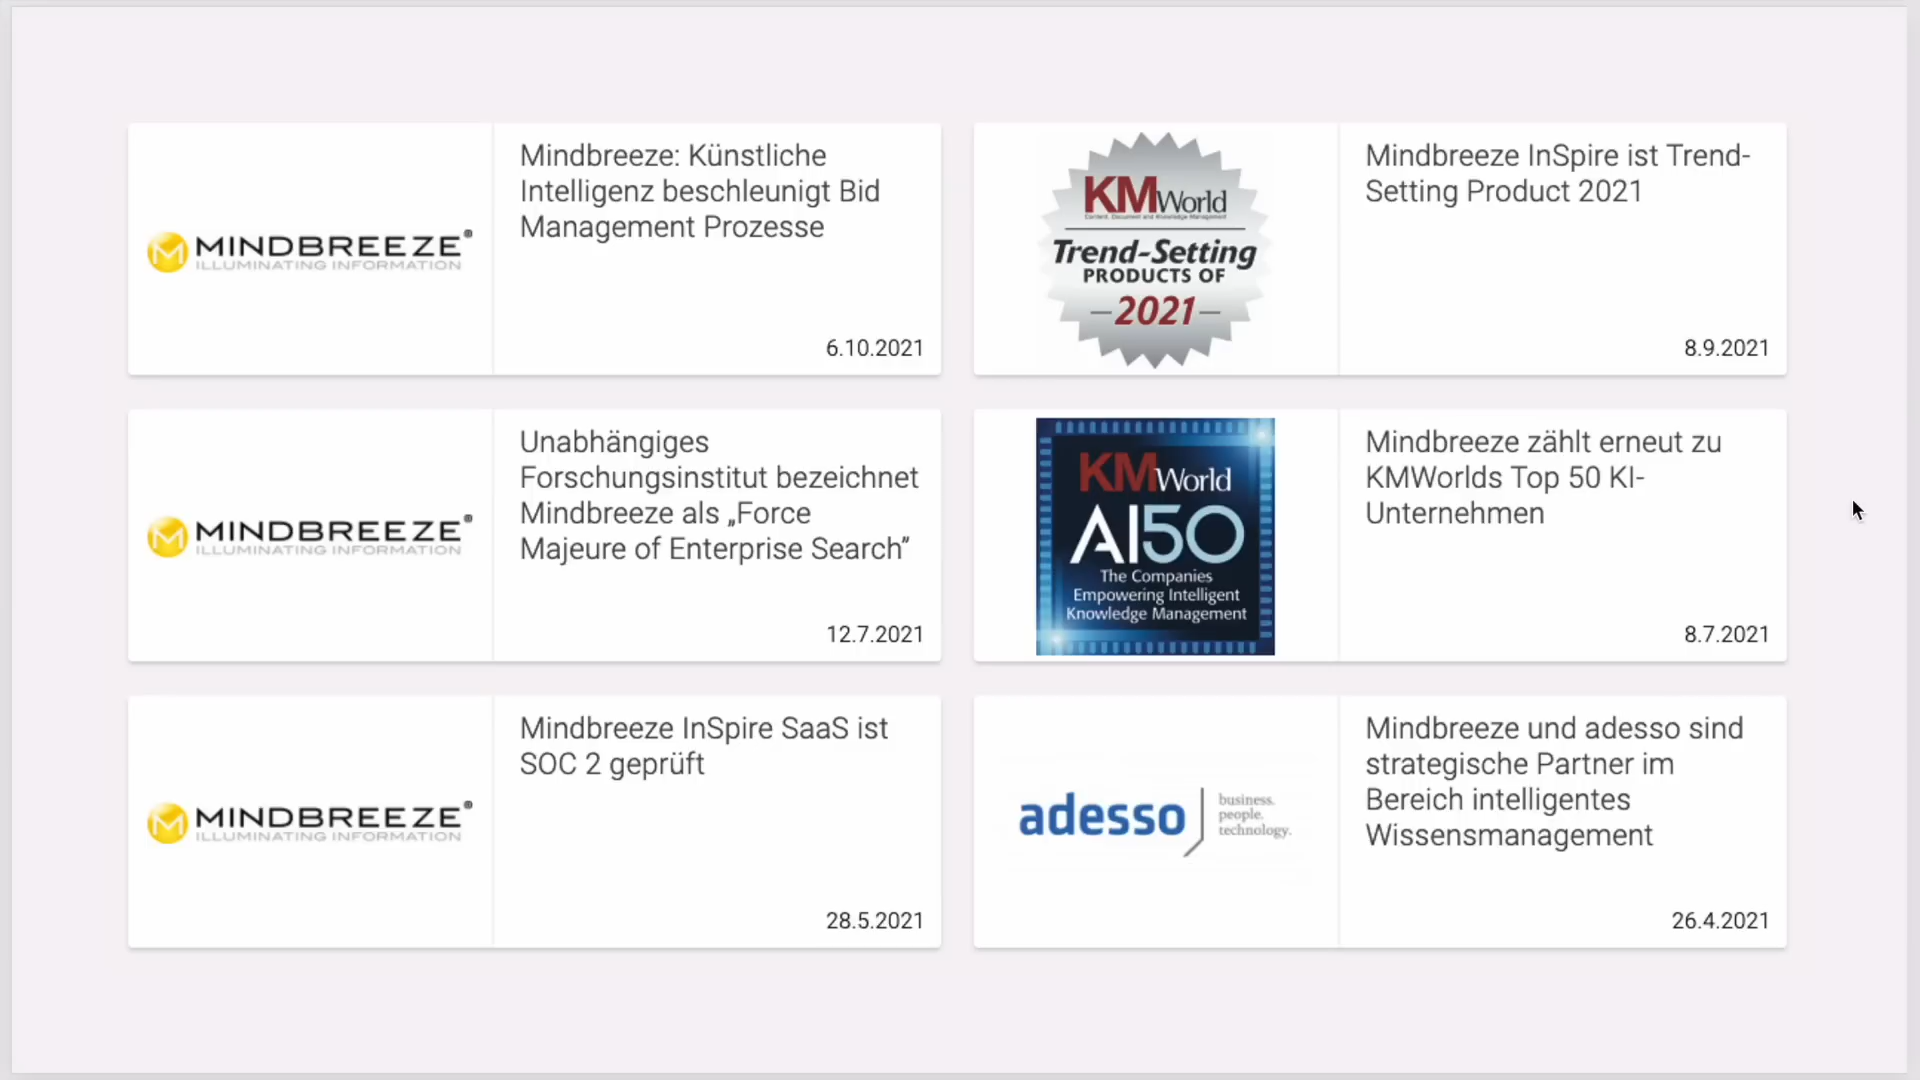 MINDBREEZE®
ILLUMINATING INFORMATION
Mindbreeze: Künstliche
Intelligenz beschleunigt Bid
Management Prozesse
6.10.2021
KMWorld
Content, Document and Knowledge Management
Trend-Setting
PRODUCTS OF
—2021—
Mindbreeze InSpire ist Trend-
Setting Product 2021
8.9.2021
MINDBREEZE®
ILLUMINATING INFORMATION
Unabhängiges
Forschungsinstitut bezeichnet
Mindbreeze als „Force
Majeure of Enterprise Search”
12.7.2021
KMWorld
AI50
The Companies
Empowering Intelligent
Knowledge Management
Mindbreeze zählt erneut zu
KMWorlds Top 50 KI-
Unternehmen
8.7.2021
MINDBREEZE®
ILLUMINATING INFORMATION
Mindbreeze InSpire SaaS ist
SOC 2 geprüft
28.5.2021
adesso
business.
people.
technology.
Mindbreeze und adesso sind
strategische Partner im
Bereich intelligentes
Wissensmanagement
26.4.2021